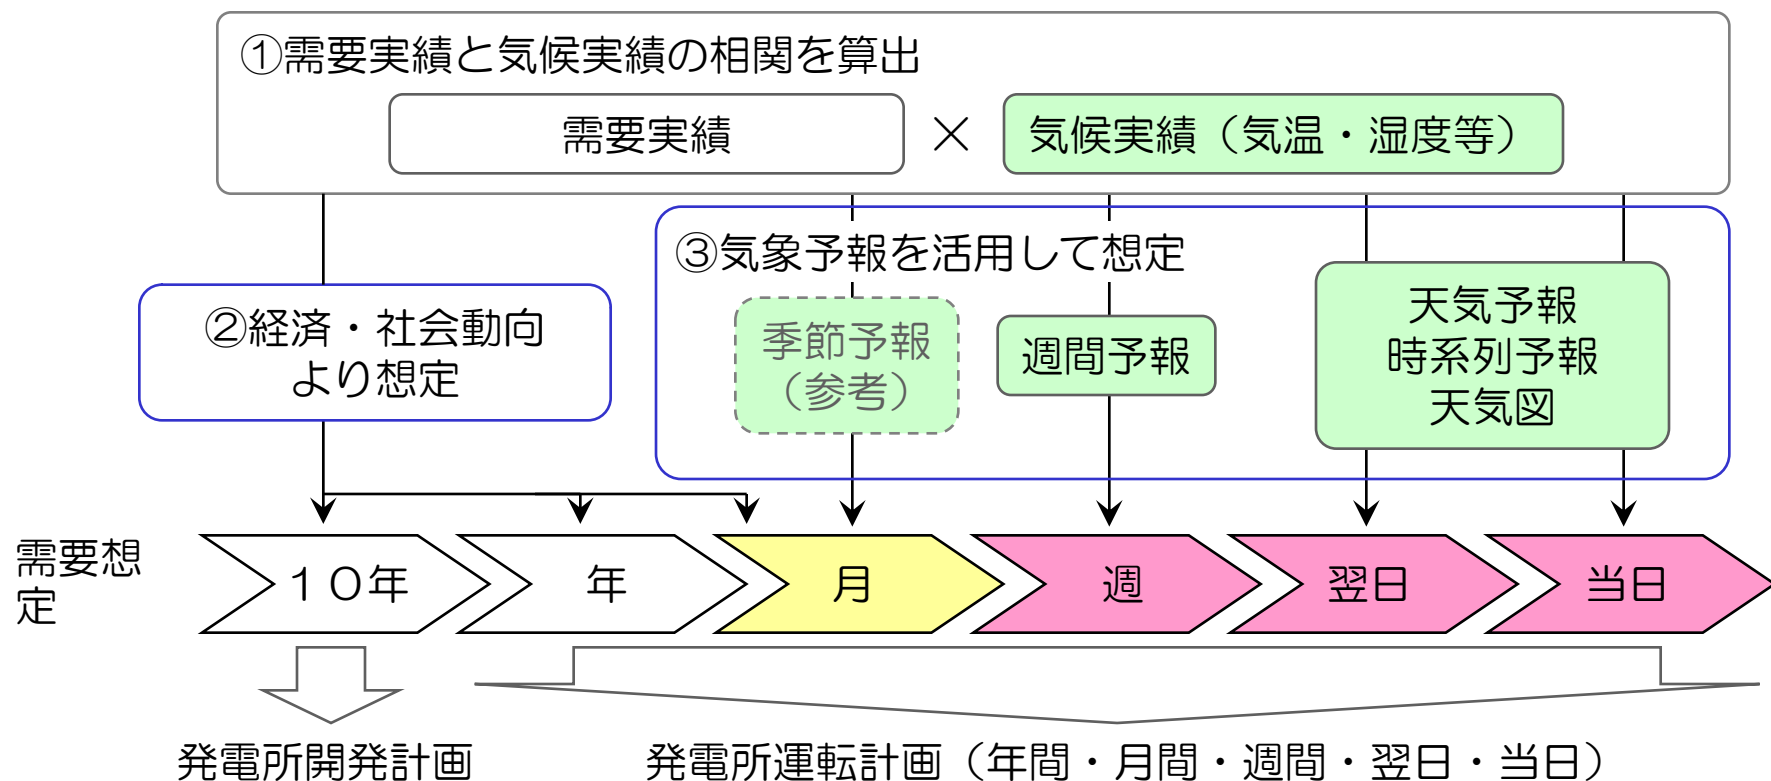 ①需要実績と気候実績の相関を算出
需要実績
×
気候実績（気温・湿度等）
③気象予報を活用して想定
②経済・社会動向
より想定
季節予報
（参考）
週間予報
天気予報
時系列予報
天気図
需要想
定
１０年
年
月
週
翌日
当日
発電所開発計画
発電所運転計画（年間・月間・週間・翌日・当日）